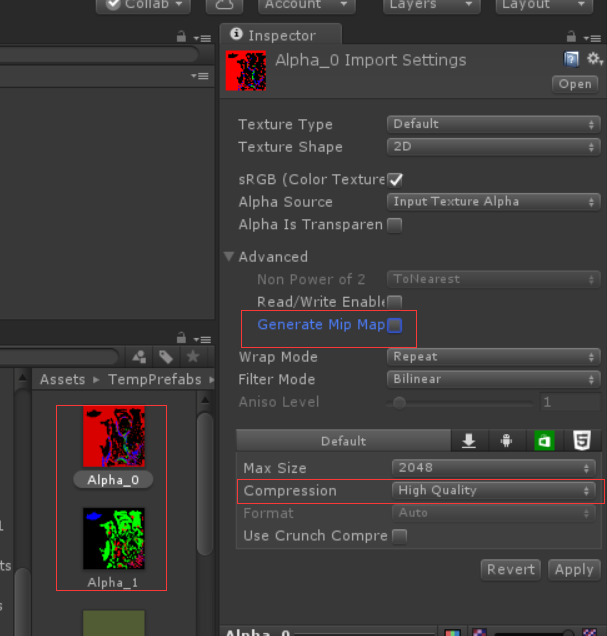 Collab
Account
Layers
Layout
Inspector
Alpha_0 Import Settings
Open
Texture Type Default
Texture Shape 2D
sRGB (Color Texture
Alpha Source Input Texture Alpha
Alpha Is Transparen
Advanced
Non Power of 2 ToNearest
Read/Write Enable
Generate Mip Map
Wrap Mode Repeat
Filter Mode Bilinear
Aniso Level 1
Assets TempPrefabs
Default
Max Size 2048
Compression High Quality
Format Auto
Use Crunch Compre
Revert Apply
Alpha_0
Alpha_1
ts
s
Alpha_0